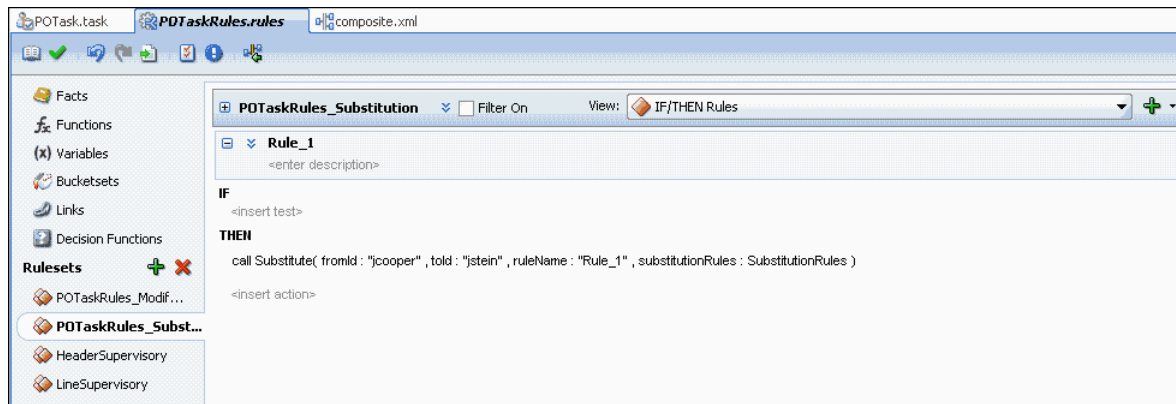 POTask.task POTaskRules.rules composite.xml
Facts
Functions
Variables
Bucketsets
Links
Decision Functions
Rulesets
POTaskRules_Modif...
POTaskRules_Subst...
HeaderSupervisory
LineSupervisory
POTaskRules_Substitution Filter On View: IF/THEN Rules
Rule_1
<enter description>
IF
<insert test>
THEN
call Substitute( fromId : "jcooper" , toId : "jstein" , ruleName : "Rule_1" , substitutionRules : SubstitutionRules )
<insert action>